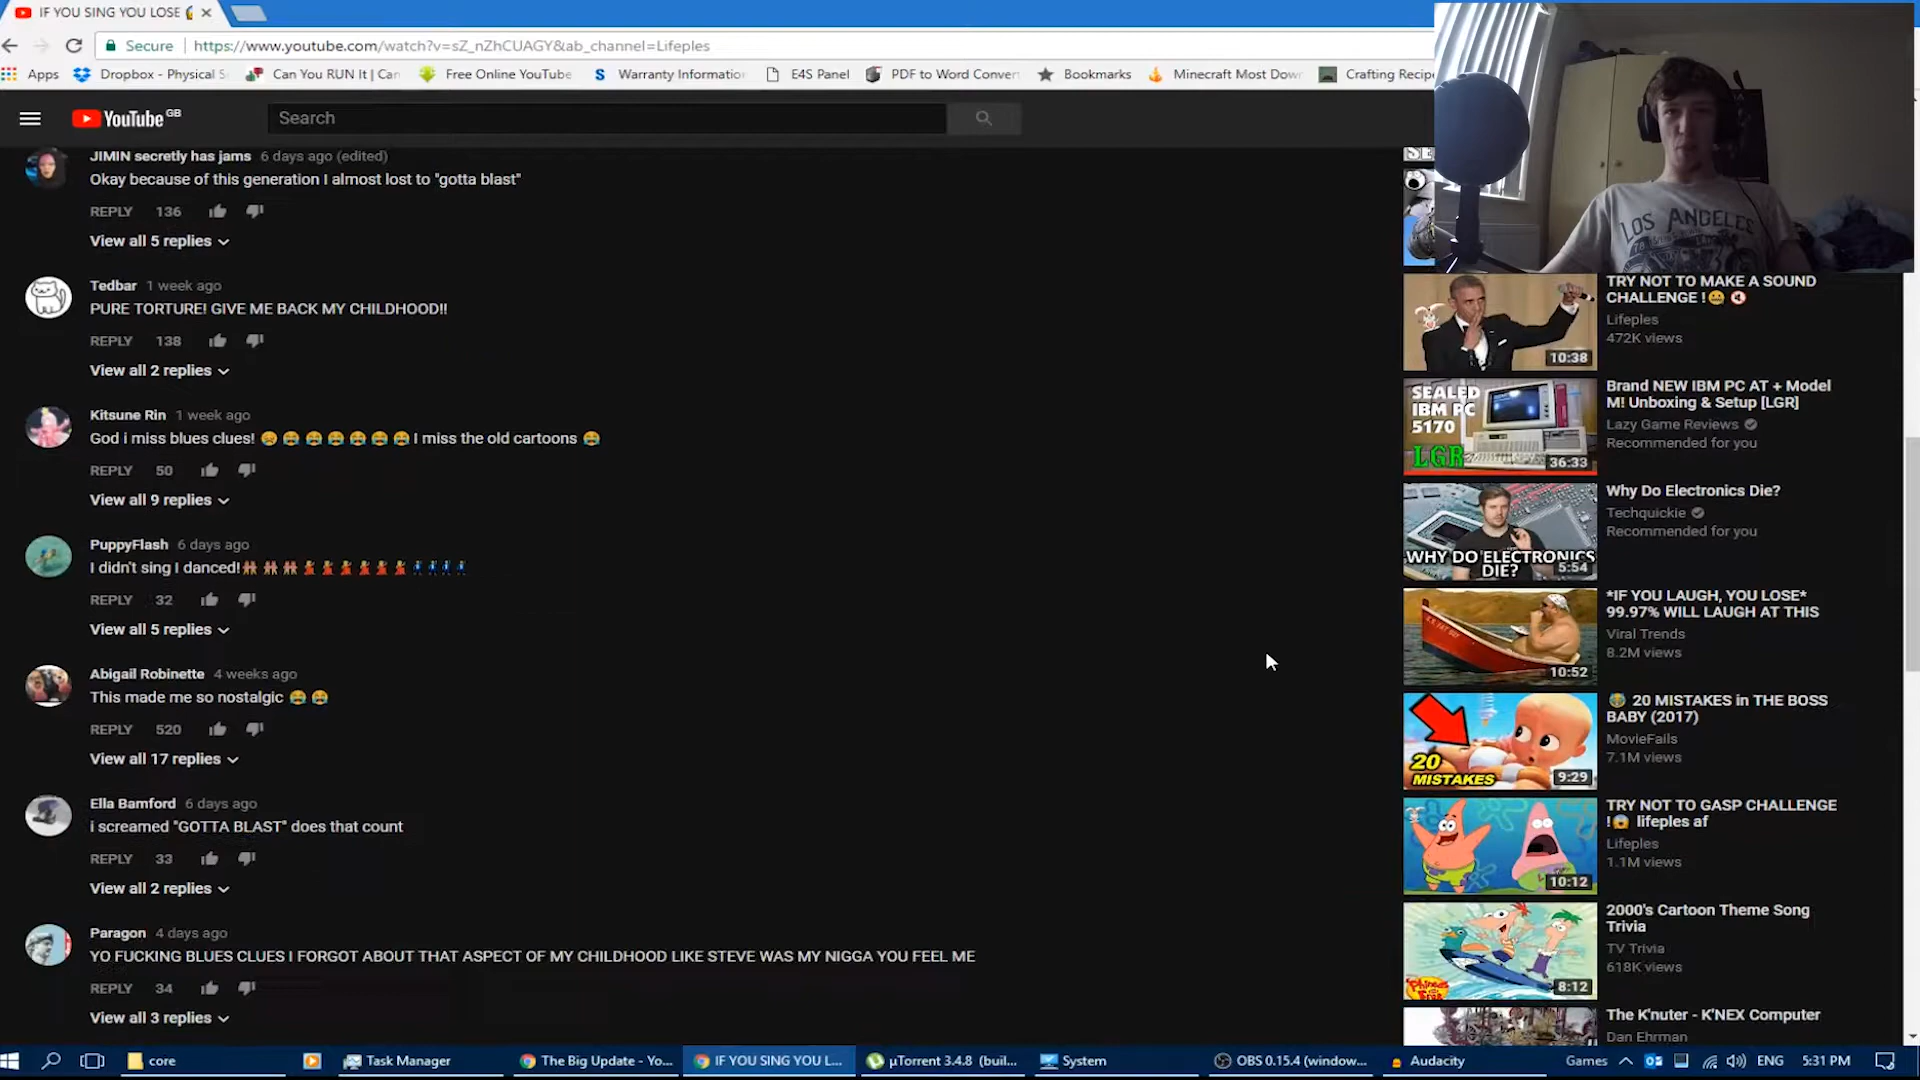 IF YOU SING YOU LOSE
Secure https://www.youtube.com/watch?v=sZ_nZhCUAGY&ab_channel=Lifeples
Apps Dropbox - Physical S Can You RUN It | Can Free Online YouTube Warranty Informatio E4S Panel PDF to Word Convert Bookmarks Minecraft Most Dow Crafting Recip
YouTube GB Search
JIMIN secretly has jams 6 days ago (edited)
Okay because of this generation I almost lost to "gotta blast"
REPLY 136
View all 5 replies
Tedbar 1 week ago
PURE TORTURE! GIVE ME BACK MY CHILDHOOD!!
REPLY 138
View all 2 replies
Kitsune Rin 1 week ago
God i miss blues clues! 😣 😭 😭 😭 😭 😭 😭 I miss the old cartoons 😭
REPLY 50
View all 9 replies
PuppyFlash 6 days ago
I didn't sing I danced!👯 👯 👯 💃 💃 💃 💃 💃 💃 🕺 🕺 🕺 🕺
REPLY 32
View all 5 replies
Abigail Robinette 4 weeks ago
This made me so nostalgic 😭 😭
REPLY 520
View all 17 replies
Ella Bamford 6 days ago
i screamed "GOTTA BLAST" does that count
REPLY 33
View all 2 replies
Paragon 4 days ago
YO FUCKING BLUES CLUES I FORGOT ABOUT THAT ASPECT OF MY CHILDHOOD LIKE STEVE WAS MY NIGGA YOU FEEL ME
REPLY 34
View all 3 replies
LOS ANGELES
TRY NOT TO MAKE A SOUND
CHALLENGE !🤐 🔇
Lifeples
472K views
10:38
Brand NEW IBM PC AT + Model
M! Unboxing & Setup [LGR]
Lazy Game Reviews
Recommended for you
SEALED
IBM PC
5170
LGR
36:33
Why Do Electronics Die?
Techquickie
Recommended for you
WHY DO ELECTRONICS
DIE?
5:54
*IF YOU LAUGH, YOU LOSE*
99.97% WILL LAUGH AT THIS
Viral Trends
8.2M views
10:52
😭 20 MISTAKES in THE BOSS
BABY (2017)
MovieFails
7.1M views
20
MISTAKES
9:29
TRY NOT TO GASP CHALLENGE
!😱 lifeples af
Lifeples
1.1M views
10:12
2000's Cartoon Theme Song
Trivia
TV Trivia
618K views
Phineas
8:12
The K'nuter - K'NEX Computer
Dan Ehrman
core Task Manager The Big Update - Yo... IF YOU SING YOU L... µTorrent 3.4.8 (buil... System OBS 0.15.4 (window... Audacity Games ENG 5:31 PM